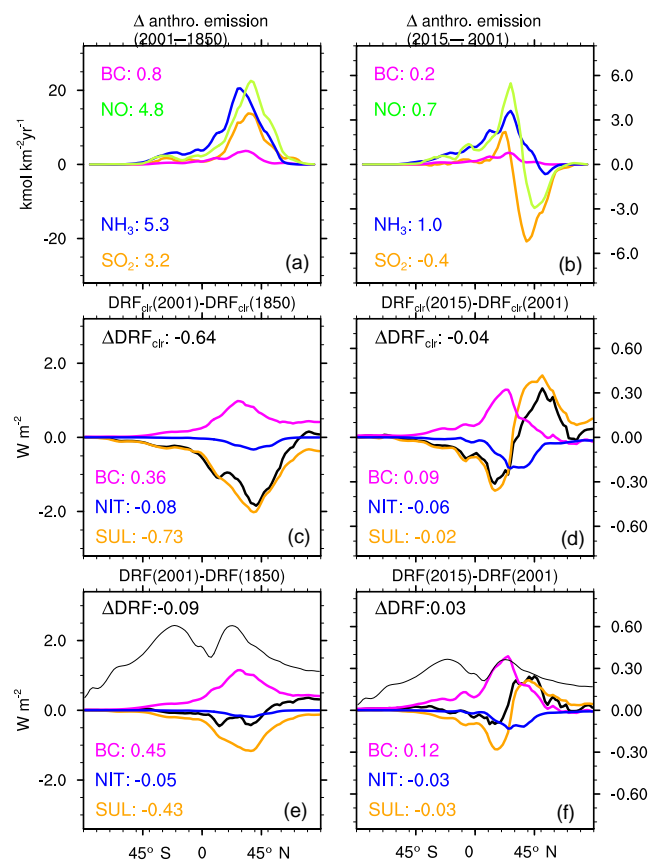 Δ anthro. emission
(2001—1850)
Δ anthro. emission
(2015—2001)
BC: 0.8
NO: 4.8
NH₃: 5.3
SO₂: 3.2
(a)
20
0
-20
kmol km⁻²yr⁻¹
BC: 0.2
NO: 0.7
NH₃: 1.0
SO₂: -0.4
(b)
6.0
3.0
0.0
-3.0
-6.0
DRFclr(2001)-DRFclr(1850)
DRFclr(2015)-DRFclr(2001)
ΔDRFclr: -0.64
BC: 0.36
NIT: -0.08
SUL: -0.73
(c)
2.0
0.0
-2.0
W m⁻²
ΔDRFclr: -0.04
BC: 0.09
NIT: -0.06
SUL: -0.02
(d)
0.60
0.30
0.00
-0.30
-0.60
DRF(2001)-DRF(1850)
DRF(2015)-DRF(2001)
ΔDRF:-0.09
BC: 0.45
NIT: -0.05
SUL: -0.43
(e)
2.0
0.0
-2.0
W m⁻²
45° S 0 45° N
ΔDRF:0.03
BC: 0.12
NIT: -0.03
SUL: -0.03
(f)
0.60
0.30
0.00
-0.30
-0.60
45° S 0 45° N